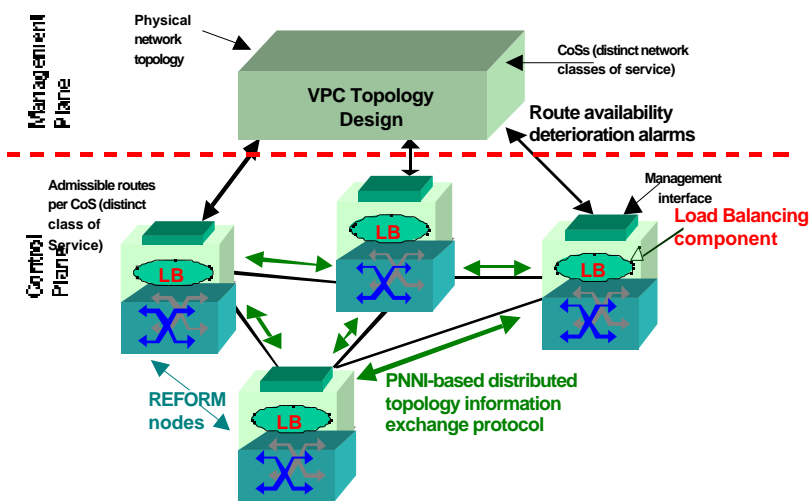 Physical
network
topology
CoSs (distinct network
classes of service)
Management
Plane
VPC Topology
Design
Route availability
deterioration alarms
Admissible routes
per CoS (distinct
class of
Service)
Management
interface
Load Balancing
component
Control
Plane
LB
LB
LB
REFORM
nodes
PNNI-based distributed
topology information
exchange protocol
LB